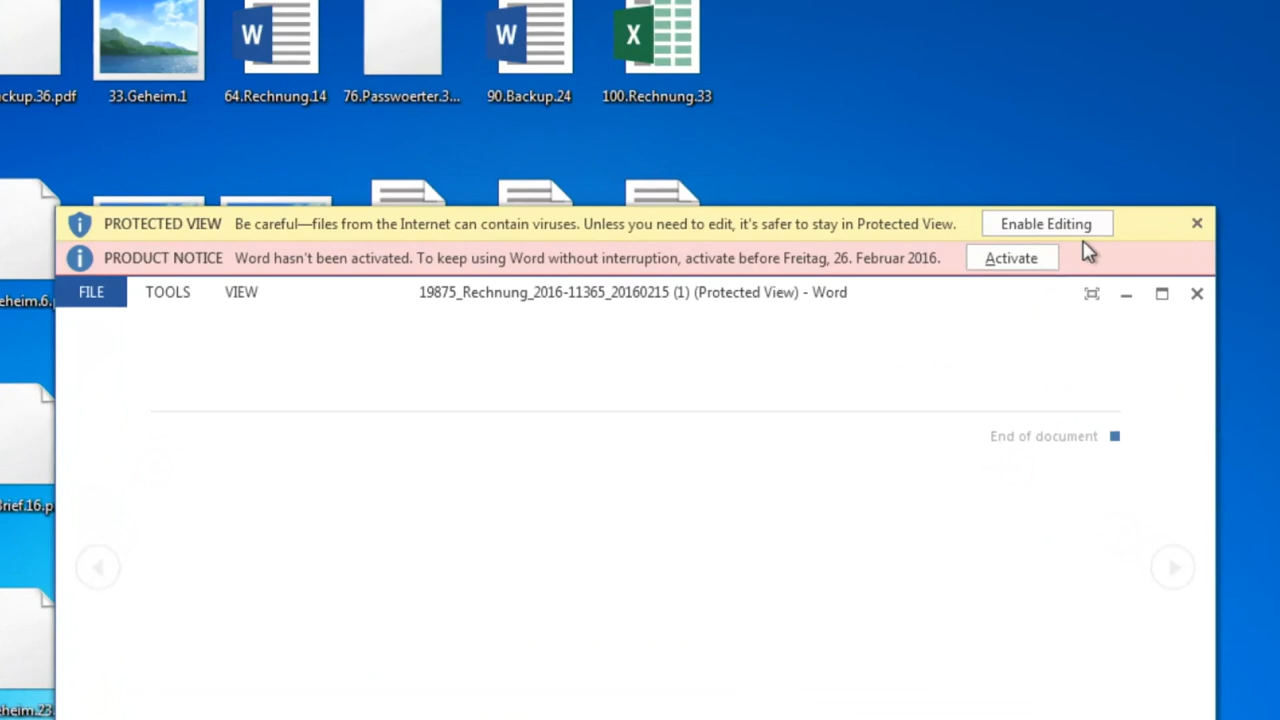 ckup.36.pdf
33.Geheim.1
64.Rechnung.14
76.Passwoerter.3...
90.Backup.24
100.Rechnung.33
W
W
X
PROTECTED VIEW Be careful—files from the Internet can contain viruses. Unless you need to edit, it's safer to stay in Protected View. Enable Editing
PRODUCT NOTICE Word hasn't been activated. To keep using Word without interruption, activate before Freitag, 26. Februar 2016. Activate
FILE TOOLS VIEW 19875_Rechnung_2016-11365_20160215 (1) (Protected View) - Word
eheim.6.p
End of document
Brief.16.p
eheim.23.